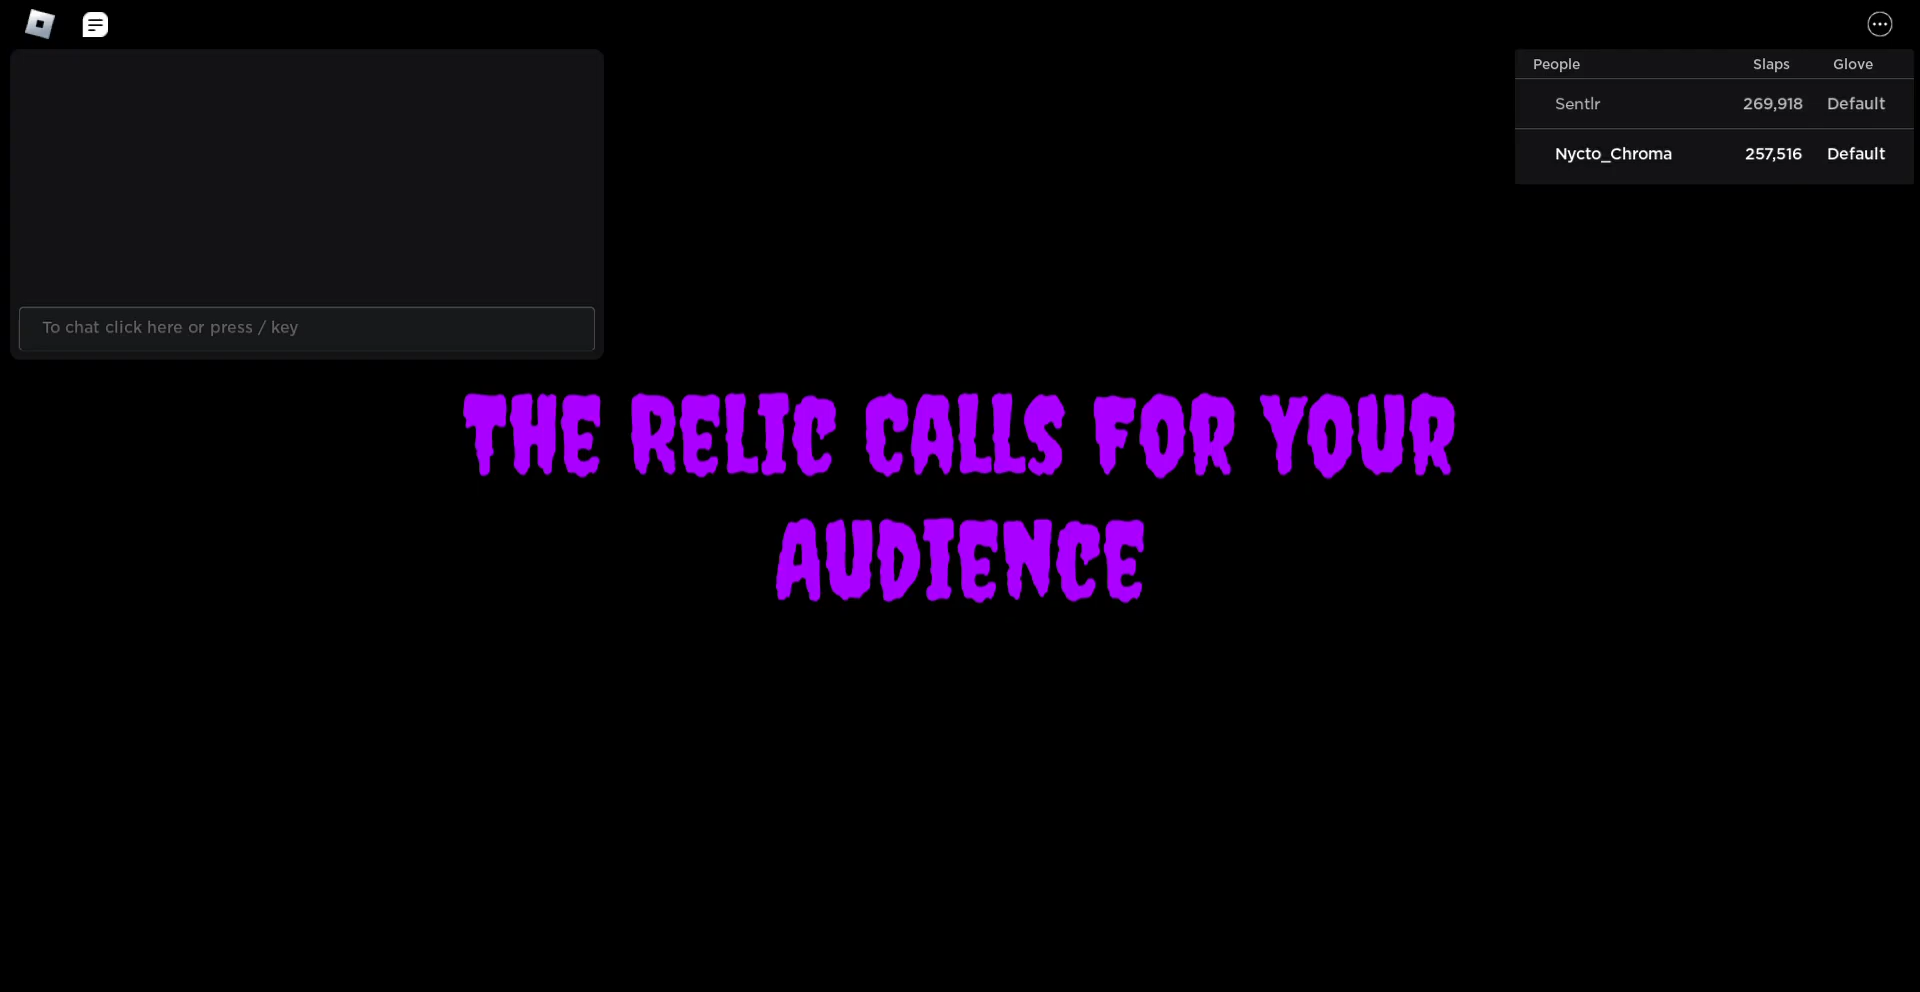 People Slaps Glove
Sentlr 269,918 Default
Nycto_Chroma 257,516 Default
To chat click here or press / key
THE RELIC CALLS FOR YOUR
AUDIENCE